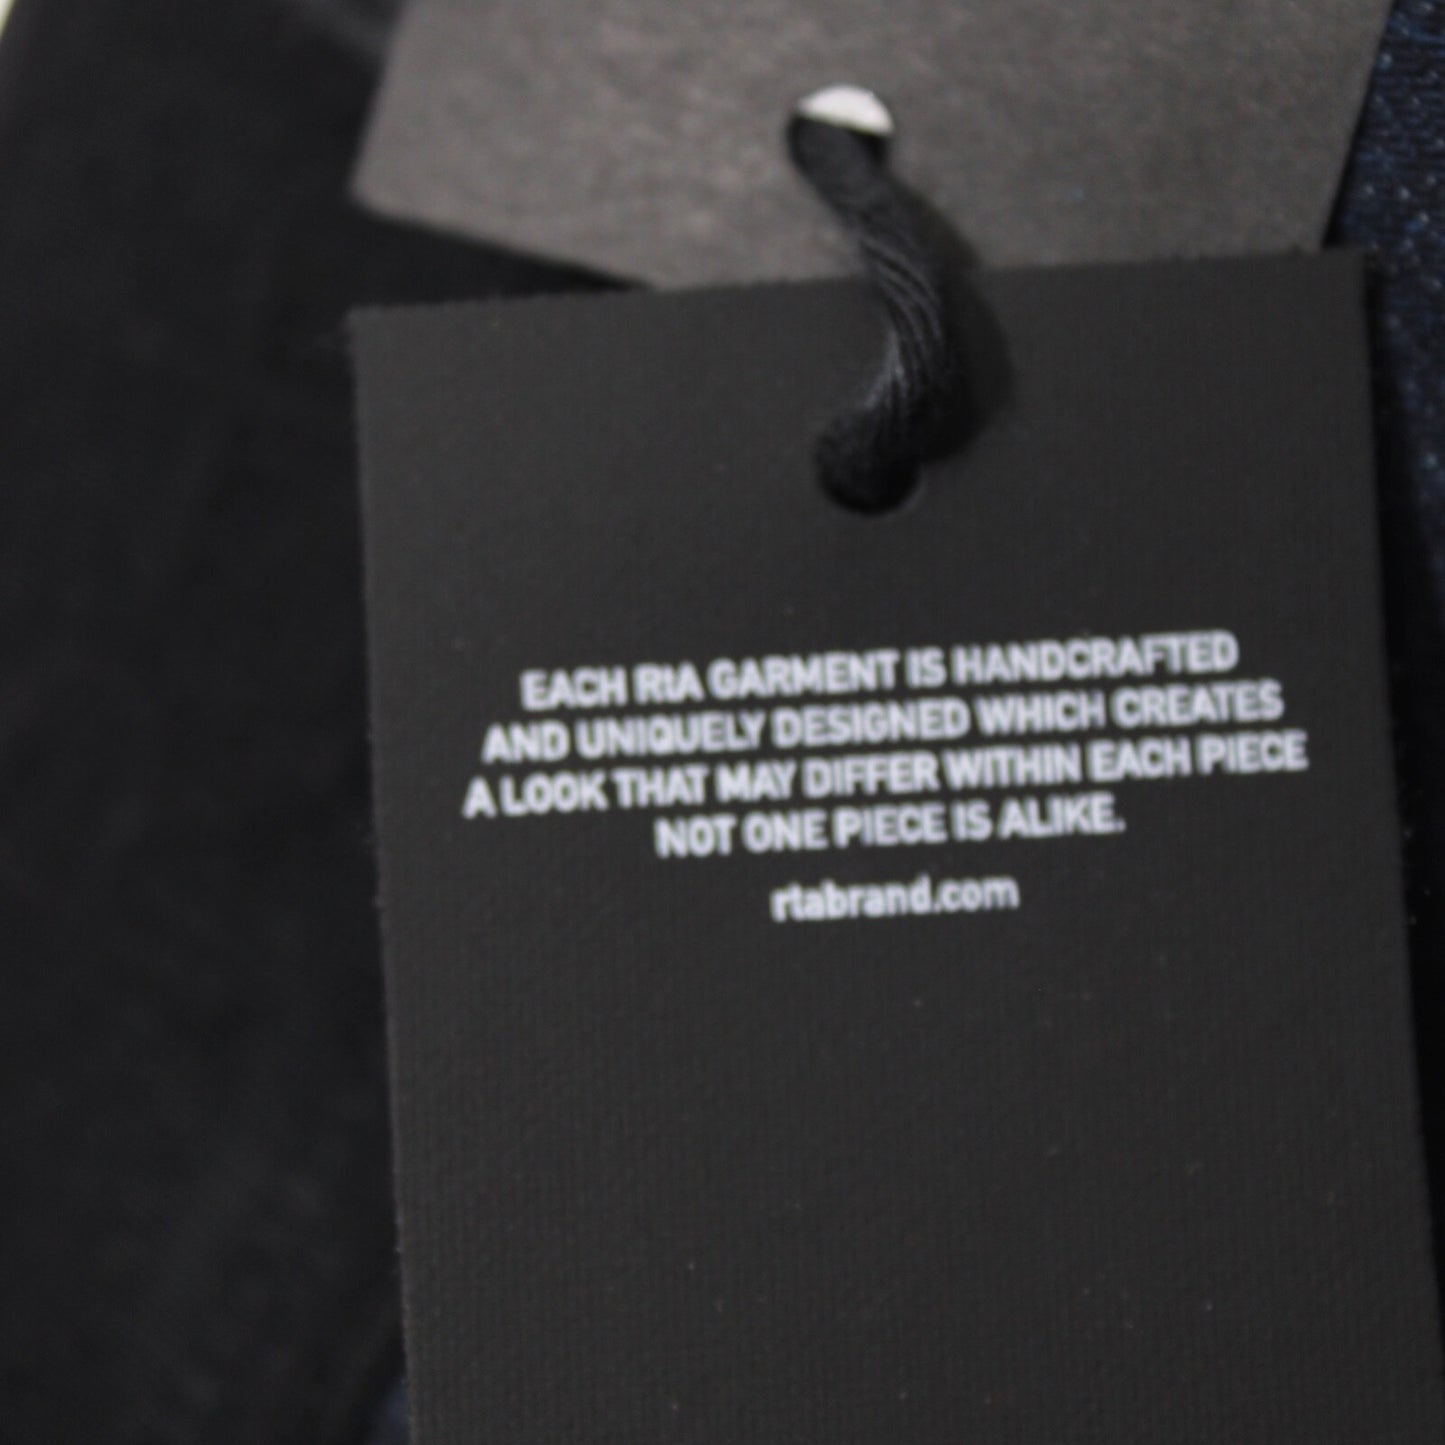 EACH RtA GARMENT IS HANDCRAFTED
AND UNIQUELY DESIGNED WHICH CREATES
A LOOK THAT MAY DIFFER WITHIN EACH PIECE
NOT ONE PIECE IS ALIKE.
rtabrand.com